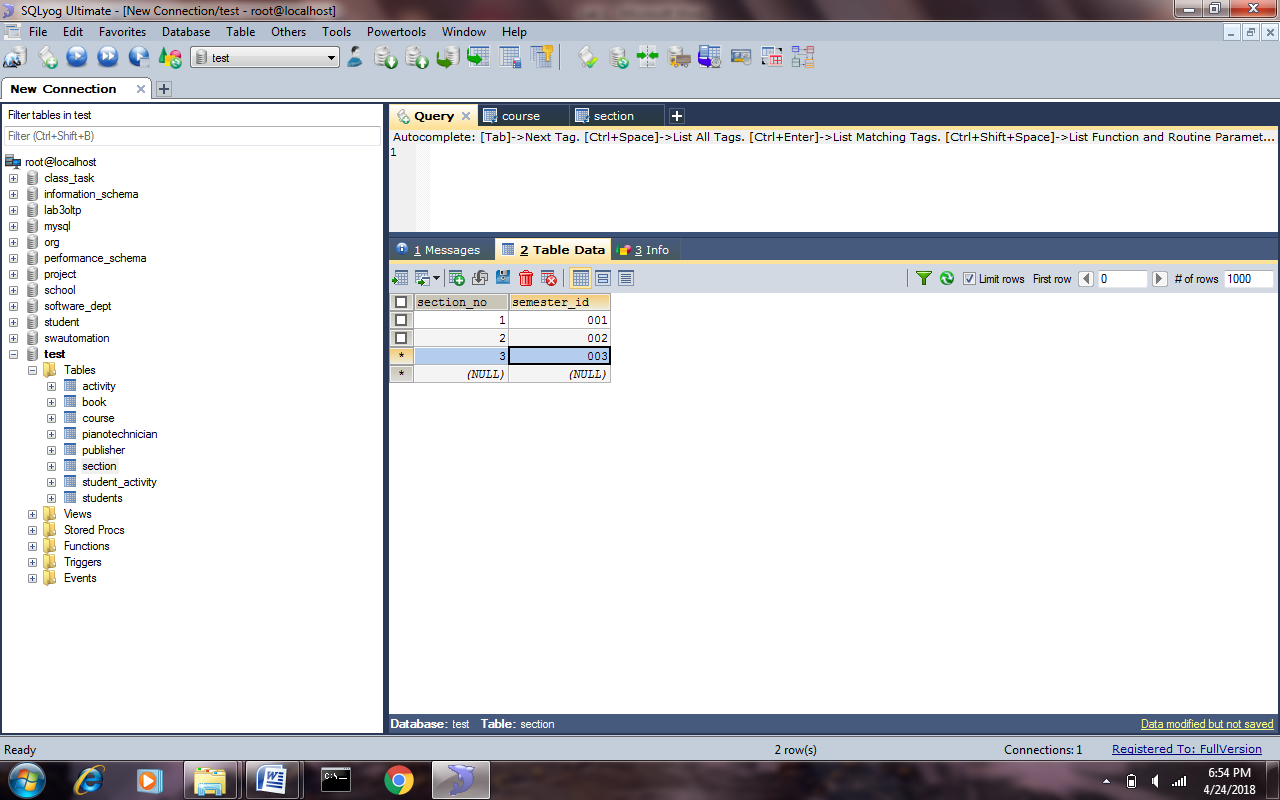 SQLyog Ultimate - [New Connection/test - root@localhost]
File Edit Favorites Database Table Others Tools Powertools Window Help
test
New Connection
Filter tables in test
Filter (Ctrl+Shift+B)
root@localhost
class_task
information_schema
lab3oltp
mysql
org
performance_schema
project
school
software_dept
student
swautomation
test
Tables
activity
book
course
pianotechnician
publisher
section
student_activity
students
Views
Stored Procs
Functions
Triggers
Events
Query course section
Autocomplete: [Tab]->Next Tag. [Ctrl+Space]->List All Tags. [Ctrl+Enter]->List Matching Tags. [Ctrl+Shift+Space]->List Function and Routine Paramet...
1
1 Messages 2 Table Data 3 Info
Limit rows First row 0 # of rows 1000
section_no semester_id
1 001
2 002
* 3 003
* (NULL) (NULL)
Database: test Table: section Data modified but not saved
Ready 2 row(s) Connections: 1 Registered To: FullVersion
C:\.
6:54 PM
4/24/2018